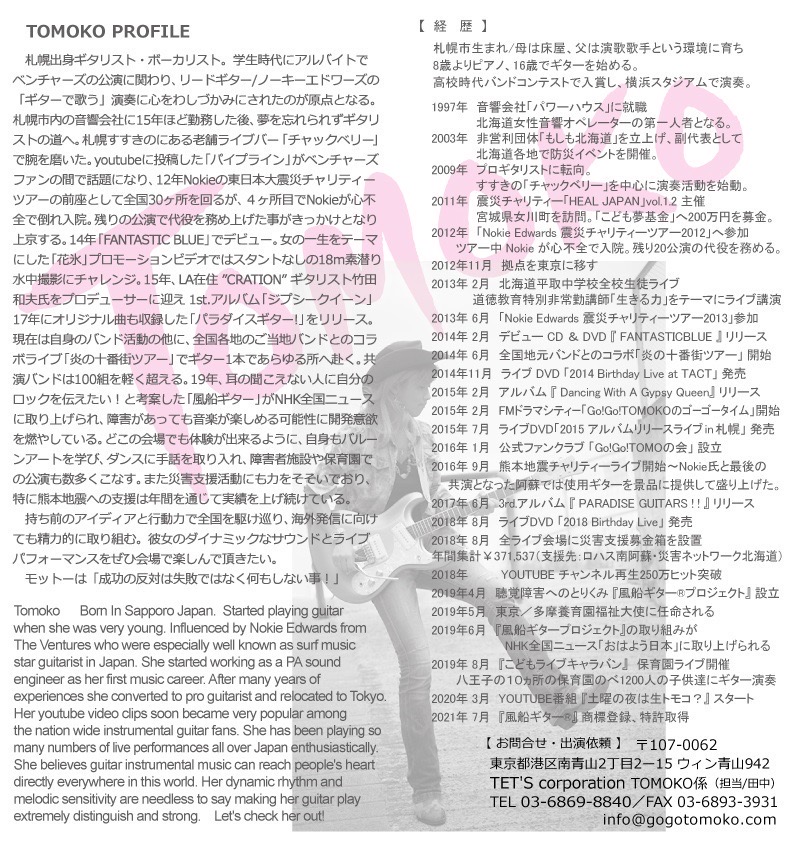 TOMOKO PROFILE
札幌出身ギタリスト・ボーカリスト。学生時代にアルバイトで
ベンチャーズの公演に関わり、リードギター/ノーキーエドワーズの
「ギターで歌う」演奏に心をわしづかみにされたのが原点となる。
札幌市内の音響会社に15年ほど勤務した後、夢を忘れられずギタリ
ストの道へ。札幌すすきのにある老舗ライブバー「チャックベリー」
で腕を磨いた。youtubeに投稿した「パイプライン」がベンチャーズ
ファンの間で話題になり、12年Nokieの東日本大震災チャリティー
ツアーの前座として全国30ヶ所を回るが、4ヶ所目でNokieが心不
全で倒れ入院。残りの公演で代役を務め上げた事がきっかけとなり
上京する。14年「FANTASTIC BLUE」でデビュー。女の一生をテーマ
にした「花氷」プロモーションビデオではスタントなしの18m素潜り
水中撮影にチャレンジ。15年、LA在住 "CRATION" ギタリスト竹田
和夫氏をプロデューサーに迎え 1st.アルバム「ジプシークイーン」
17年にオリジナル曲も収録した「パラダイスギター!」をリリース。
現在は自身のバンド活動の他に、全国各地のご当地バンドとのコラ
ボライブ「炎の十番街ツアー」でギター1本であらゆる所へ赴く。共
演バンドは100組を軽く超える。19年、耳の聞こえない人に自分の
ロックを伝えたい！と考案した「風船ギター」がNHK全国ニュース
に取り上げられ、障害があっても音楽が楽しめる可能性に開発意欲
を燃やしている。どこの会場でも体験が出来るように、自身もバルー
ンアートを学び、ダンスに手話を取り入れ、障害者施設や保育園で
の公演も数多くこなす。また災害支援活動にも力をそそいでおり、
特に熊本地震への支援は年間を通じて実績を上げ続けている。
持ち前のアイディアと行動力で全国を駆け巡り、海外発信に向け
ても精力的に取り組む。彼女のダイナミックなサウンドとライブ
パフォーマンスをぜひ会場で楽しんで頂きたい。
モットーは「成功の反対は失敗ではなく何もしない事！」
Tomoko Born In Sapporo Japan. Started playing guitar
when she was very young. Influenced by Nokie Edwards from
The Ventures who were especially well known as surf music
star guitarist in Japan. She started working as a PA sound
engineer as her first music career. After many years of
experiences she converted to pro guitarist and relocated to Tokyo.
Her youtube video clips soon became very popular among
the nation wide instrumental guitar fans. She has been playing so
many numbers of live performances all over Japan enthusiastically.
She believes guitar instrumental music can reach people's heart
directly everywhere in this world. Her dynamic rhythm and
melodic sensitivity are needless to say making her guitar play
extremely distinguish and strong. Let's check her out!
Tomoko
【 経 歴 】
札幌市生まれ/母は床屋、父は演歌歌手という環境に育ち
8歳よりピアノ、16歳でギターを始める。
高校時代バンドコンテストで入賞し、横浜スタジアムで演奏。
1997年 音響会社「パワーハウス」に就職
北海道女性音響オペレーターの第一人者となる。
2003年 非営利団体「もしも北海道」を立上げ、副代表として
北海道各地で防災イベントを開催。
2009年 プロギタリストに転向。
すすきの「チャックベリー」を中心に演奏活動を始動。
2011年 震災チャリティー「HEAL JAPAN」vol.1.2 主催
宮城県女川町を訪問。「こども夢基金」へ200万円を募金。
2012年 「Nokie Edwards 震災チャリティーツアー2012」へ参加
ツアー中 Nokie が心不全で入院。残り20公演の代役を務める。
2012年11月 拠点を東京に移す
2013年 2月 北海道平取中学校全校生徒ライブ
道徳教育特別非常勤講師「生きる力」をテーマにライブ講演
2013年 6月 「Nokie Edwards 震災チャリティーツアー2013」参加
2014年 2月 デビュー CD ＆ DVD 『 FANTASTICBLUE 』 リリース
2014年 6月 全国地元バンドとのコラボ「炎の十番街ツアー」 開始
2014年11月 ライブ DVD 「2014 Birthday Live at TACT」 発売
2015年 2月 アルバム 『 Dancing With A Gypsy Queen』 リリース
2015年 2月 FMドラマシティー「Go!Go!TOMOKOのゴーゴータイム」開始
2015年 7月 ライブDVD「2015 アルバムリリースライブin札幌」 発売
2016年 1月 公式ファンクラブ 「Go!Go!TOMOの会」 設立
2016年 9月 熊本地震チャリティーライブ開始～Nokie氏と最後の
共演となった阿蘇では使用ギターを景品に提供して盛り上げた。
2017年 6月 3rd.アルバム 『 PARADISE GUITARS ! ! 』 リリース
2018年 8月 ライブDVD 「2018 Birthday Live」 発売
2018年 8月 全ライブ会場に災害支援募金箱を設置
年間集計￥371,537（支援先：ロハス南阿蘇・災害ネットワーク北海道）
2018年 YOUTUBE チャンネル再生250万ヒット突破
2019年4月 聴覚障害へのとりくみ 『風船ギター®プロジェクト』 設立
2019年5月 東京／多摩養育園福祉大使に任命される
2019年6月 『風船ギタープロジェクト』の取り組みが
NHK全国ニュース「おはよう日本」に取り上げられる
2019年 8月 『こどもライブキャラバン』 保育園ライブ開催
八王子の10ヵ所の保育園のべ1200人の子供達にギター演奏
2020年 3月 YOUTUBE番組 『土曜の夜は生トモコ？』 スタート
2021年 7月 『風船ギター®』 商標登録、特許取得
【 お問合せ・出演依頼 】 〒107-0062
東京都港区南青山2丁目2－15 ウィン青山942
TET'S corporation TOMOKO係（担当/田中）
TEL 03-6869-8840／FAX 03-6893-3931
info@gogotomoko.com